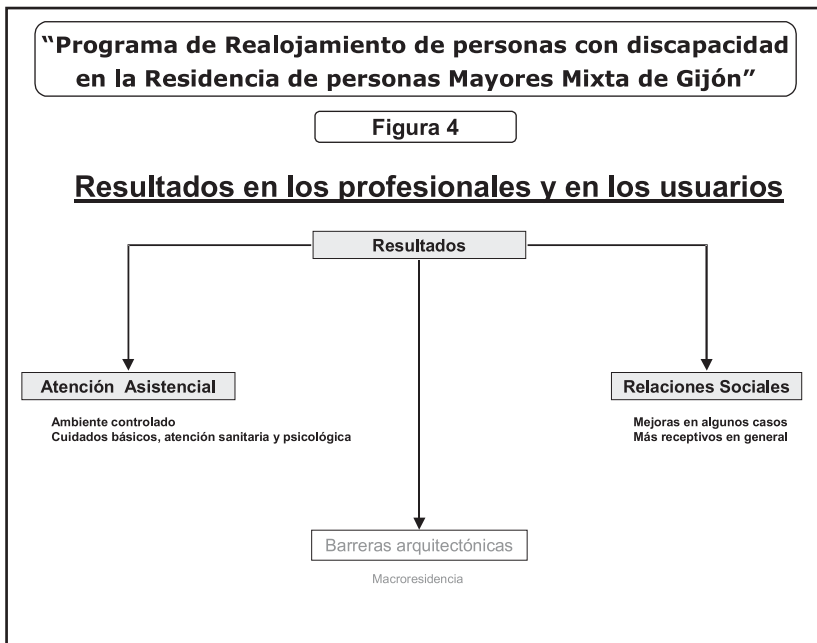 “Programa de Realojamiento de personas con discapacidad
en la Residencia de personas Mayores Mixta de Gijón”
Figura 4
Resultados en los profesionales y en los usuarios
Resultados
Atención Asistencial
Ambiente controlado
Cuidados básicos, atención sanitaria y psicológica
Relaciones Sociales
Mejoras en algunos casos
Más receptivos en general
Barreras arquitectónicas
Macroresidencia